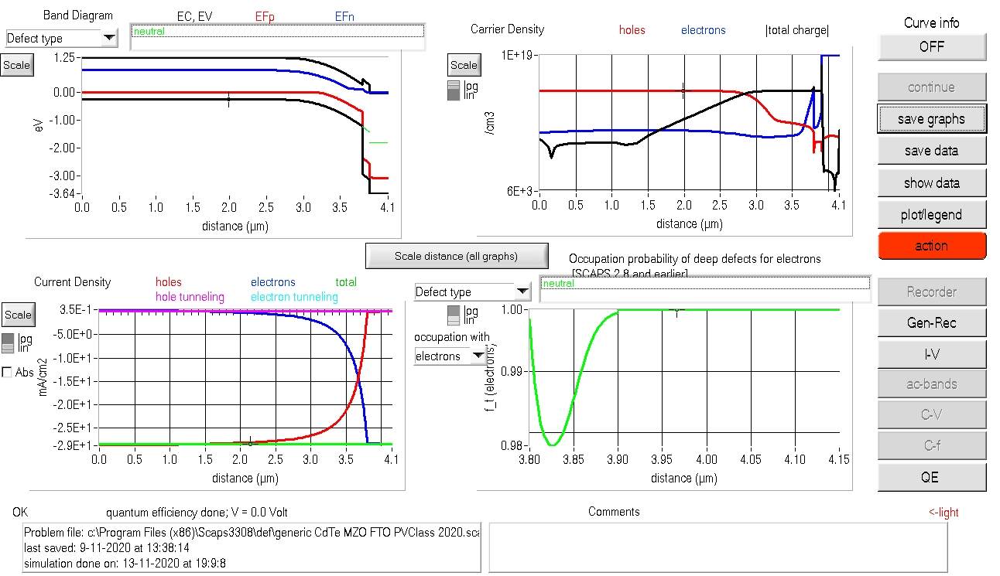 Band Diagram EC, EV EFp EFn
Defect type
neutral
Scale
eV
1.25
0.00
-1.00
-2.00
-3.00
-3.64
0.0 0.5 1.0 1.5 2.0 2.5 3.0 3.5 4.1
distance (µm)
Carrier Density holes electrons |total charge|
Scale
lpg
lin
/cm3
1E+19
6E+3
0.0 0.5 1.0 1.5 2.0 2.5 3.0 3.5 4.1
distance (µm)
Curve info
OFF
continue
save graphs
save data
show data
plot/legend
action
Recorder
Gen-Rec
I-V
ac-bands
C-V
C-f
QE
Scale distance (all graphs)
Current Density holes electrons total
hole tunneling electron tunneling
Scale
lpg
lin
Abs
mA/cm2
3.5E-1
-5.0E+0
-1.0E+1
-1.5E+1
-2.0E+1
-2.5E+1
-2.9E+1
0.0 0.5 1.0 1.5 2.0 2.5 3.0 3.5 4.1
distance (µm)
Occupation probability of deep defects for electrons
[SCAPS 2.8 and earlier]
Defect type
neutral
lpg
lin
occupation with
electrons
f_t (electrons)
1.00
0.99
0.98
3.80 3.85 3.90 3.95 4.00 4.05 4.10 4.15
distance (µm)
OK quantum efficiency done; V = 0.0 Volt
Comments
<-light
Problem file: c:\Program Files (x86)\Scaps3308\def\generic CdTe MZO FTO PVClass 2020.sca
last saved: 9-11-2020 at 13:38:14
simulation done on: 13-11-2020 at 19:9:8